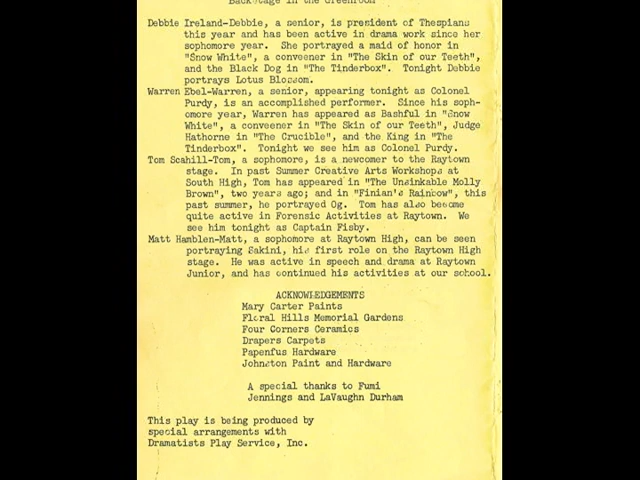 Backstage in the Greenroom
Debbie Ireland-Debbie, a senior, is president of Thespians
this year and has been active in drama work since her
sophomore year. She portrayed a maid of honor in
"Snow White", a conveener in "The Skin of our Teeth",
and the Black Dog in "The Tinderbox". Tonight Debbie
portrays Lotus Blossom.
Warren Ebel-Warren, a senior, appearing tonight as Colonel
Purdy, is an accomplished performer. Since his soph-
omore year, Warren has appeared as Bashful in "Snow
White", a conveener in "The Skin of our Teeth", Judge
Hathorne in "The Crucible", and the King in "The
Tinderbox". Tonight we see him as Colonel Purdy.
Tom Scahill-Tom, a sophomore, is a newcomer to the Raytown
stage. In past Summer Creative Arts Workshops at
South High, Tom has appeared in "The Unsinkable Molly
Brown", two years ago; and in "Finian's Rainbow", this
past summer, he portrayed Og. Tom has also become
quite active in Forensic Activities at Raytown. We
see him tonight as Captain Fisby.
Matt Hamblen-Matt, a sophomore at Raytown High, can be seen
portraying Sakini, his first role on the Raytown High
stage. He was active in speech and drama at Raytown
Junior, and has continued his activities at our school.
ACKNOWLEDGEMENTS
Mary Carter Paints
Floral Hills Memorial Gardens
Four Corners Ceramics
Drapers Carpets
Papenfus Hardware
Johnston Paint and Hardware
A special thanks to Fumi
Jennings and LaVaughn Durham
This play is being produced by
special arrangements with
Dramatists Play Service, Inc.